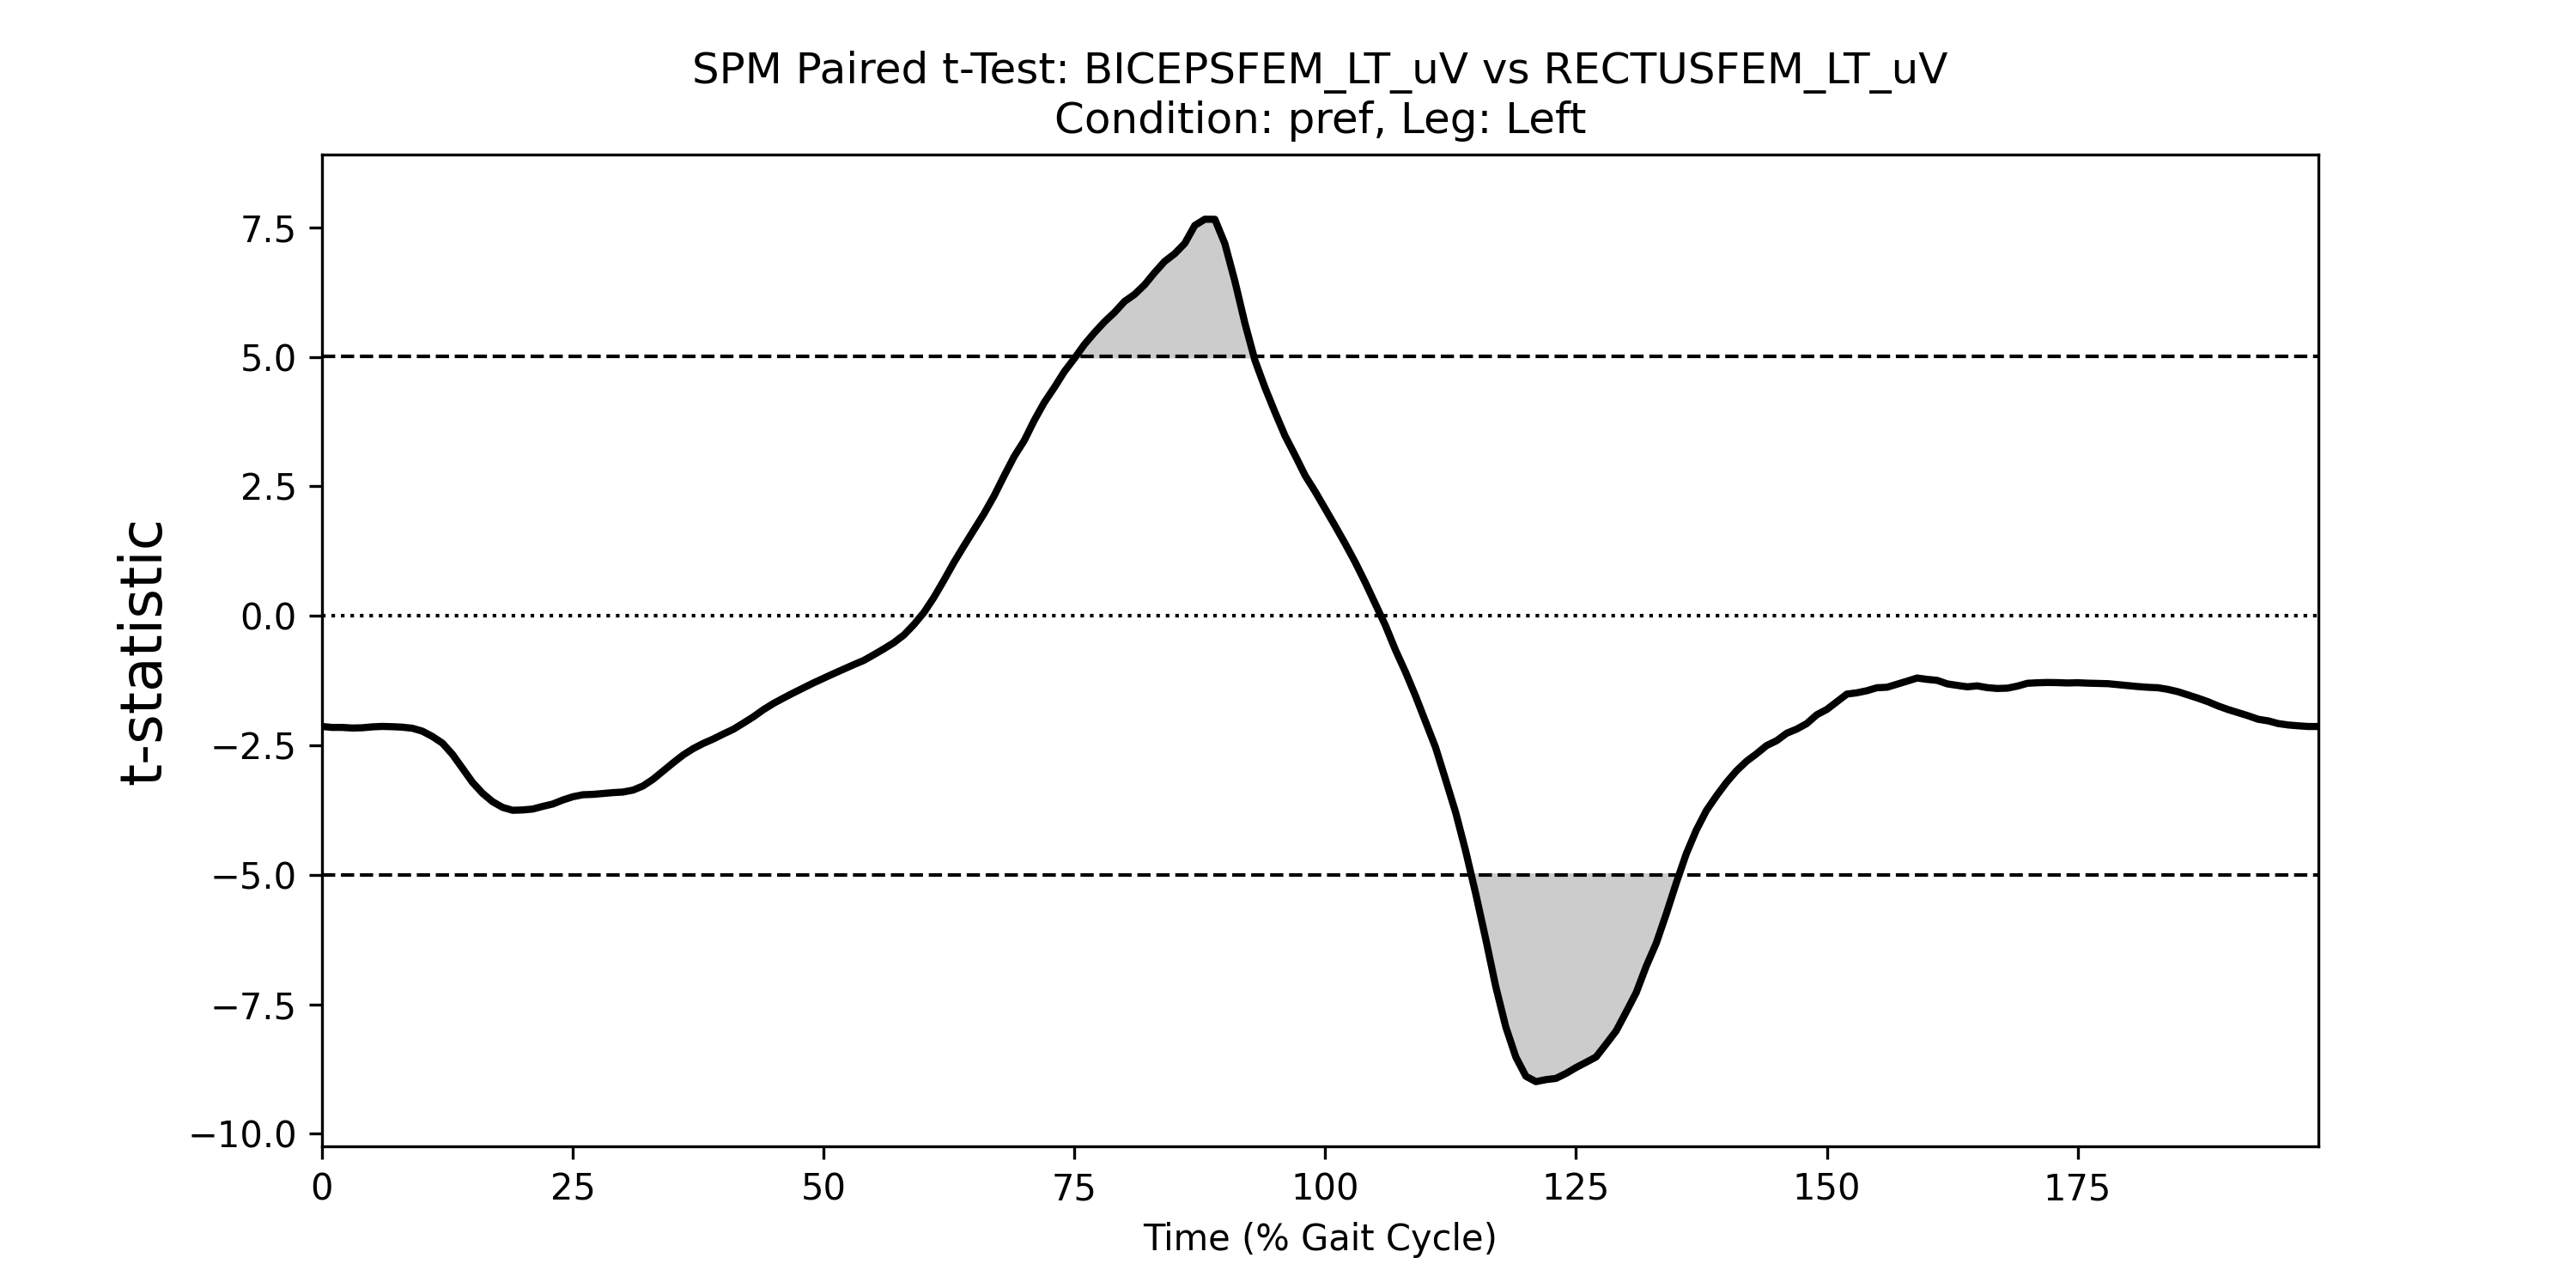 SPM Paired t-Test: BICEPSFEM_LT_uV vs RECTUSFEM_LT_uV
Condition: pref, Leg: Left
t-statistic
7.5
5.0
2.5
0.0
−2.5
−5.0
−7.5
−10.0
0 25 50 75 100 125 150 175
Time (% Gait Cycle)